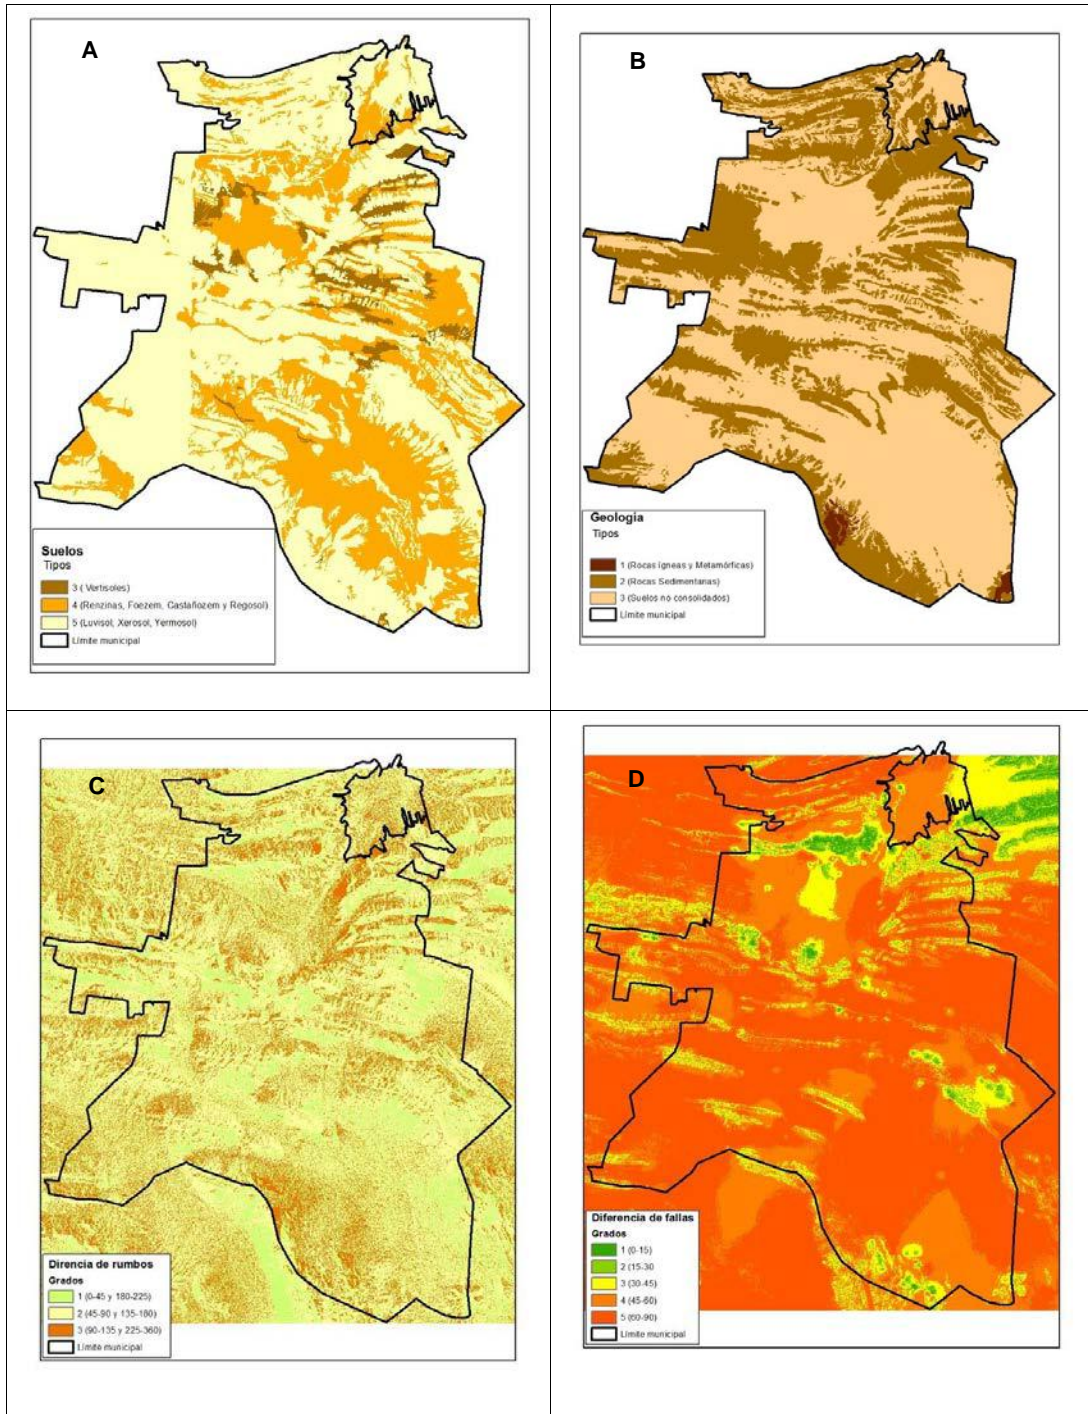 A
Suelos
Tipos
3 ( Vertisoles)
4 (Renzinas, Foezem, Castañozem y Regosol)
5 (Luvisol, Xerosol, Yermosol)
Límite municipal
B
Geologia
Tipos
1 (Rocas ígneas y Metamórficas)
2 (Rocas Sedimentarias)
3 (Suelos no consolidados)
Límite municipal
C
Direncia de rumbos
Grados
1 (0-45 y 180-225)
2 (45-90 y 135-180)
3 (90-135 y 225-360)
Límite municipal
D
Diferencia de fallas
Grados
1 (0-15)
2 (15-30
3 (30-45)
4 (45-60)
5 (60-90)
Límite municipal